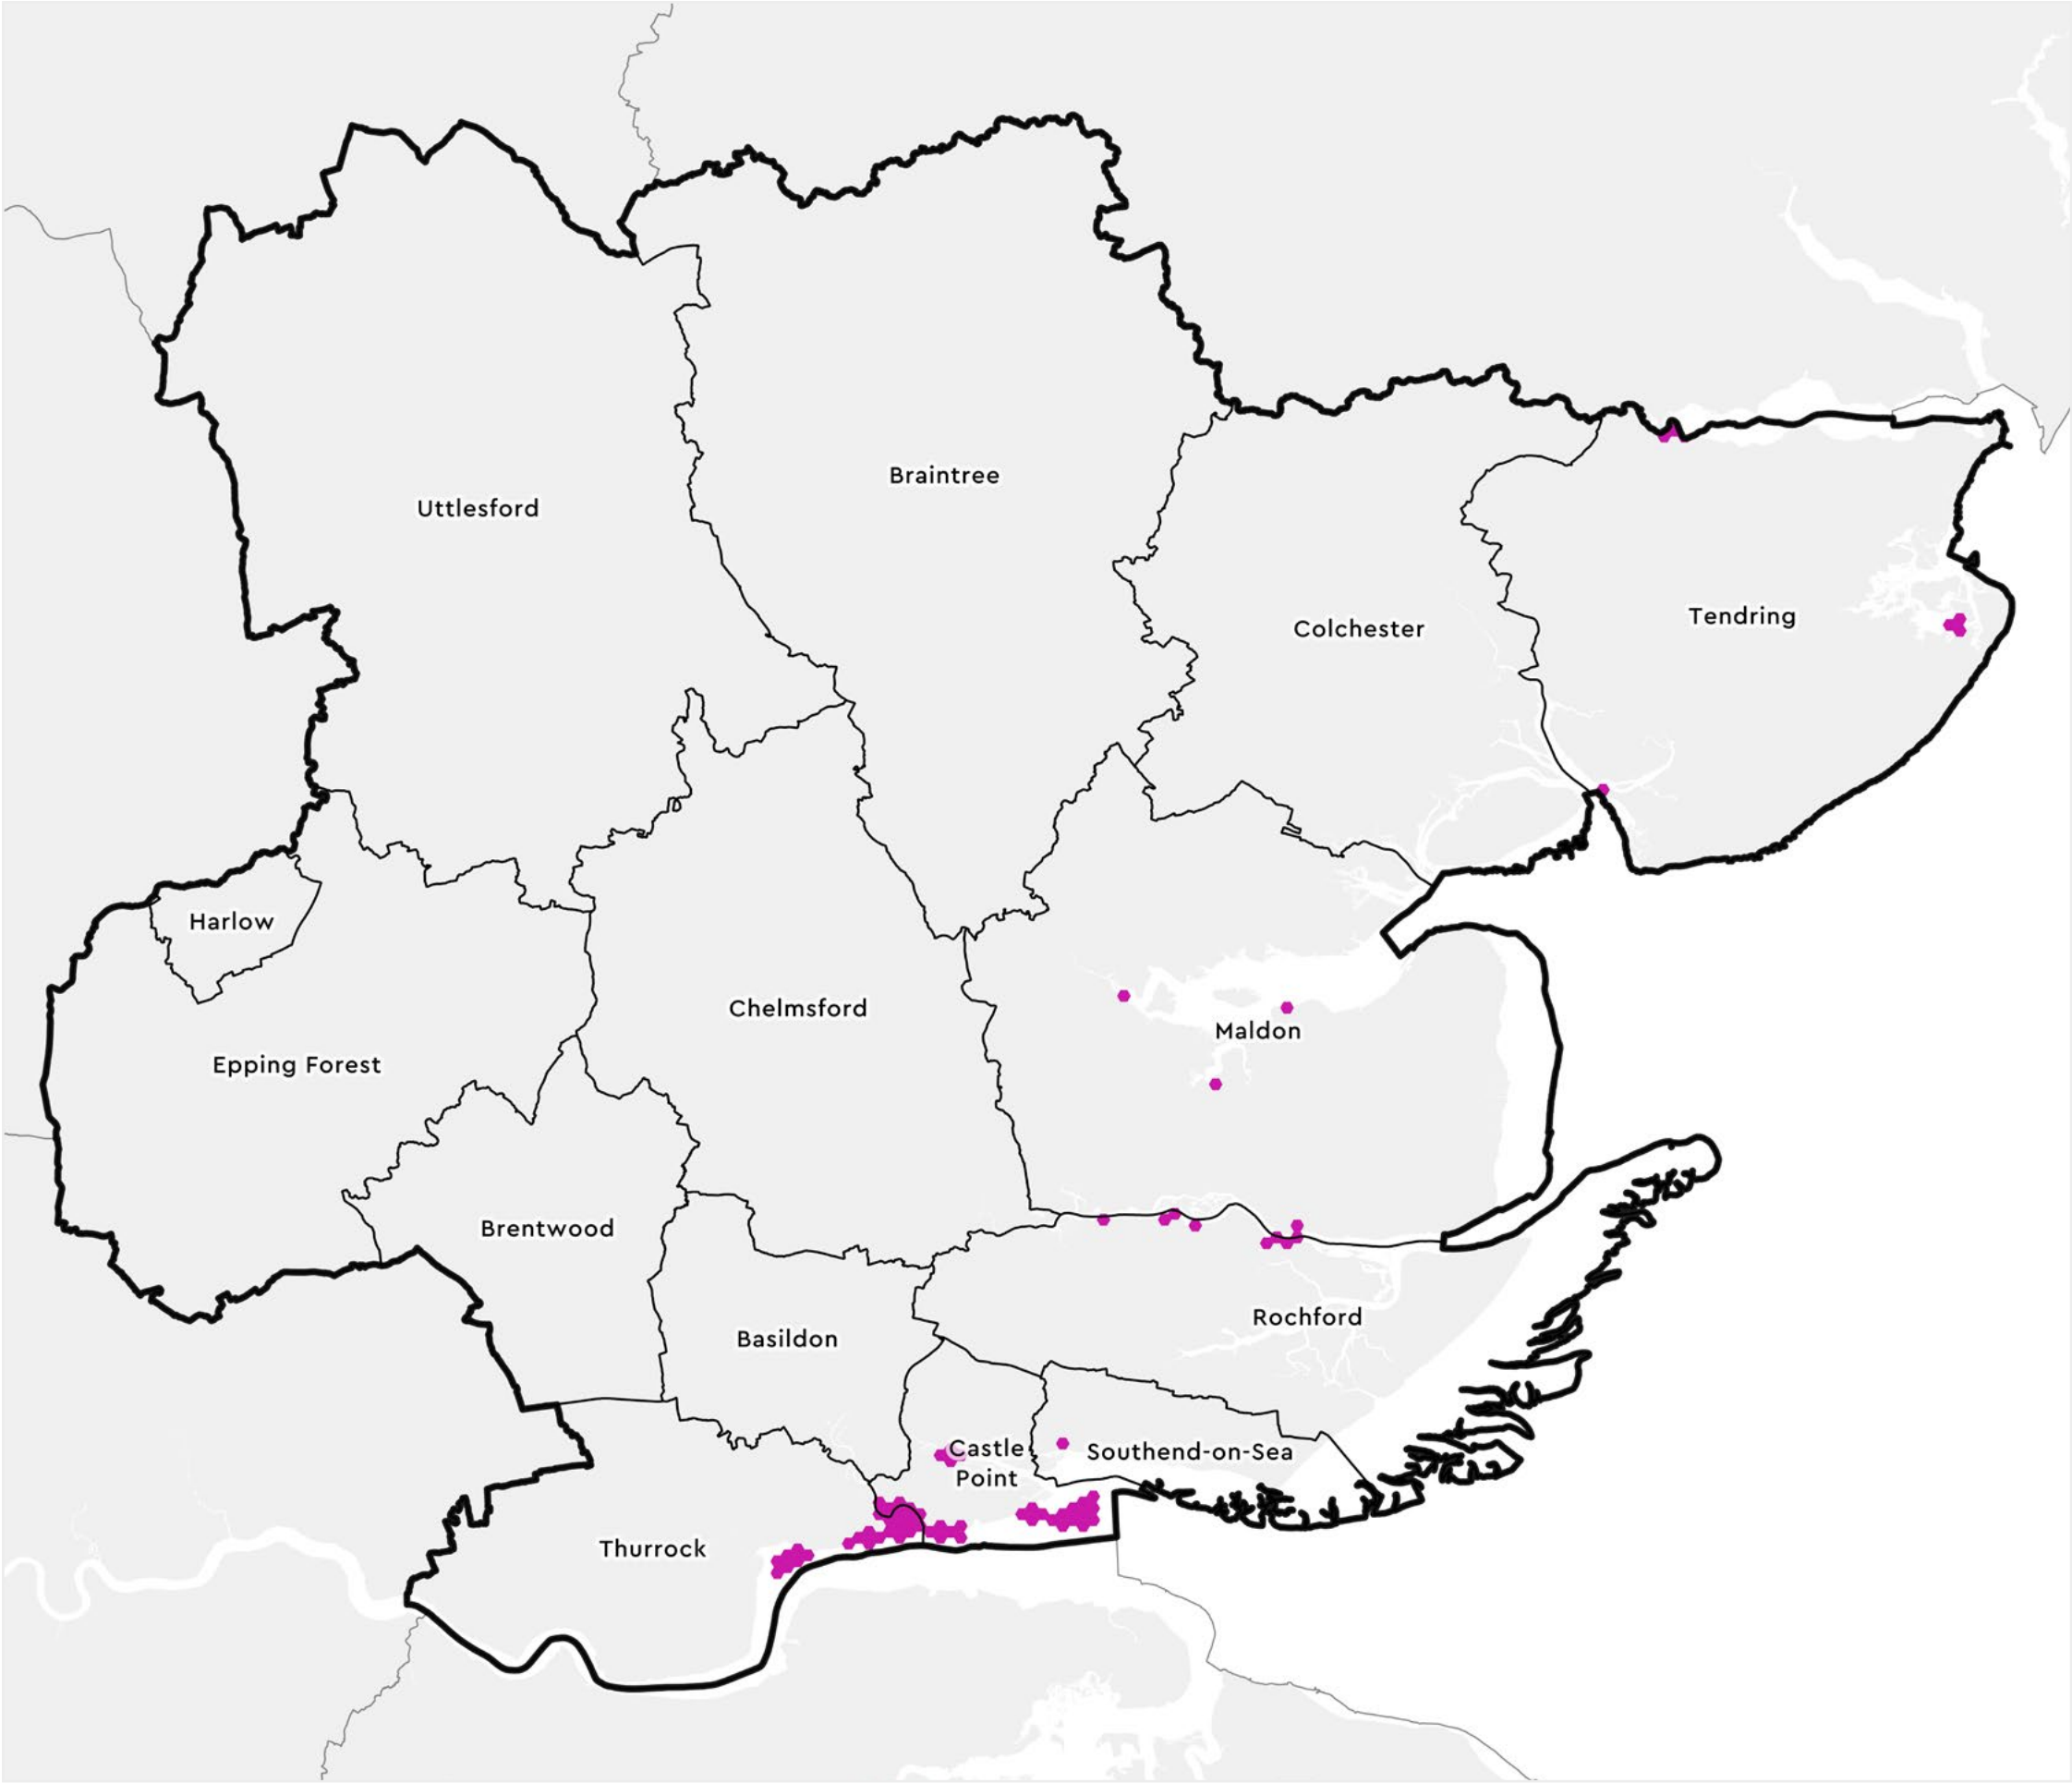 Braintree
Uttlesford
Tendring
Colchester
Harlow
Chelmsford
Maldon
Epping Forest
Brentwood
Rochford
Basildon
Castle
Point
Southend-on-Sea
Thurrock